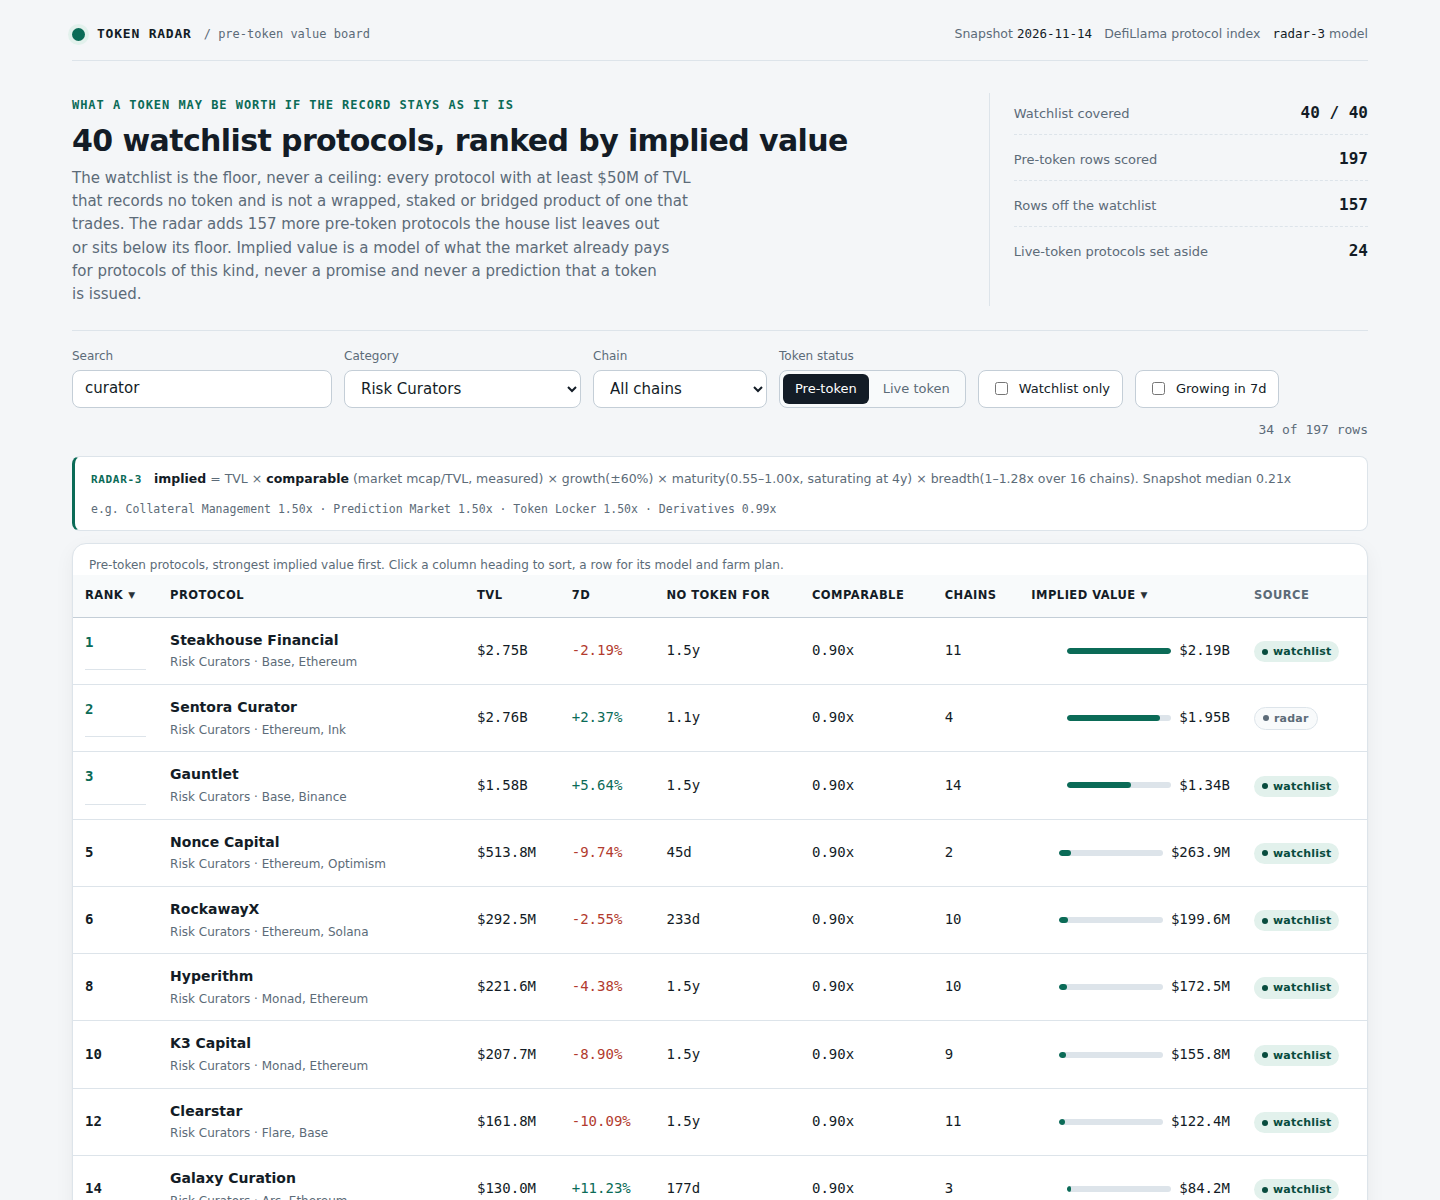 TOKEN RADAR / pre-token value board
Snapshot 2026-11-14 DefiLlama protocol index radar-3 model
WHAT A TOKEN MAY BE WORTH IF THE RECORD STAYS AS IT IS
40 watchlist protocols, ranked by implied value
The watchlist is the floor, never a ceiling: every protocol with at least $50M of TVL
that records no token and is not a wrapped, staked or bridged product of one that
trades. The radar adds 157 more pre-token protocols the house list leaves out
or sits below its floor. Implied value is a model of what the market already pays
for protocols of this kind, never a promise and never a prediction that a token
is issued.
Watchlist covered 40 / 40
Pre-token rows scored 197
Rows off the watchlist 157
Live-token protocols set aside 24
Search Category Chain Token status
curator Risk Curators All chains Pre-token Live token Watchlist only Growing in 7d
34 of 197 rows
RADAR-3 implied = TVL × comparable (market mcap/TVL, measured) × growth(±60%) × maturity(0.55–1.00x, saturating at 4y) × breadth(1–1.28x over 16 chains). Snapshot median 0.21x
e.g. Collateral Management 1.50x · Prediction Market 1.50x · Token Locker 1.50x · Derivatives 0.99x
Pre-token protocols, strongest implied value first. Click a column heading to sort, a row for its model and farm plan.
RANK ▼ PROTOCOL TVL 7D NO TOKEN FOR COMPARABLE CHAINS IMPLIED VALUE ▼ SOURCE
1 Steakhouse Financial $2.75B -2.19% 1.5y 0.90x 11 $2.19B watchlist
Risk Curators · Base, Ethereum
2 Sentora Curator $2.76B +2.37% 1.1y 0.90x 4 $1.95B radar
Risk Curators · Ethereum, Ink
3 Gauntlet $1.58B +5.64% 1.5y 0.90x 14 $1.34B watchlist
Risk Curators · Base, Binance
5 Nonce Capital $513.8M -9.74% 45d 0.90x 2 $263.9M watchlist
Risk Curators · Ethereum, Optimism
6 RockawayX $292.5M -2.55% 233d 0.90x 10 $199.6M watchlist
Risk Curators · Ethereum, Solana
8 Hyperithm $221.6M -4.38% 1.5y 0.90x 10 $172.5M watchlist
Risk Curators · Monad, Ethereum
10 K3 Capital $207.7M -8.90% 1.5y 0.90x 9 $155.8M watchlist
Risk Curators · Monad, Ethereum
12 Clearstar $161.8M -10.09% 1.5y 0.90x 11 $122.4M watchlist
Risk Curators · Flare, Base
14 Galaxy Curation $130.0M +11.23% 177d 0.90x 3 $84.2M watchlist
Risk Curators · Arc, Ethereum